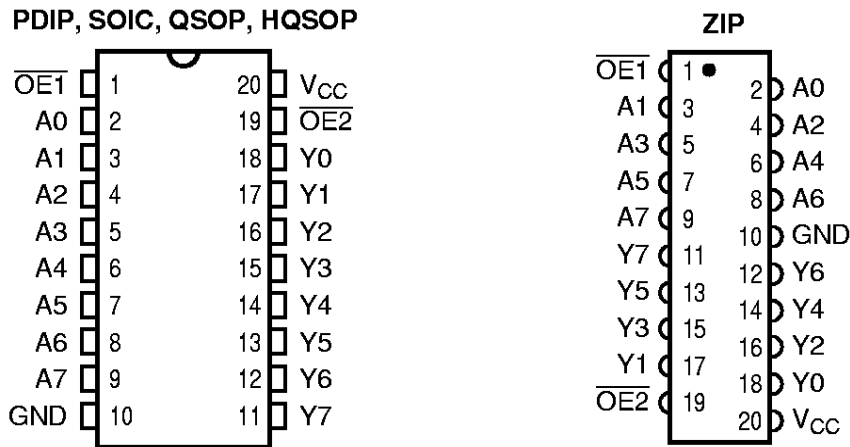 PDIP, SOIC, QSOP, HQSOP
OE1 1 20 VCC
A0 2 19 OE2
A1 3 18 Y0
A2 4 17 Y1
A3 5 16 Y2
A4 6 15 Y3
A5 7 14 Y4
A6 8 13 Y5
A7 9 12 Y6
GND 10 11 Y7
ZIP
OE1 1
2 A0
A1 3
4 A2
A3 5
6 A4
A5 7
8 A6
A7 9
10 GND
Y7 11
12 Y6
Y5 13
14 Y4
Y3 15
16 Y2
Y1 17
18 Y0
OE2 19
20 VCC